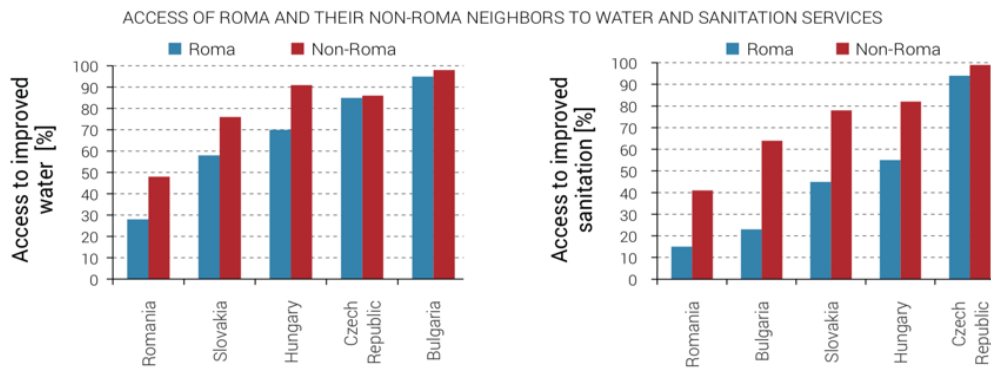 ACCESS OF ROMA AND THEIR NON-ROMA NEIGHBORS TO WATER AND SANITATION SERVICES
Roma
Non-Roma
Access to improved
water [%]
100
90
80
70
60
50
40
30
20
10
0
Romania
Slovakia
Hungary
Czech
Republic
Bulgaria
Roma
Non-Roma
Access to improved
sanitation [%]
100
90
80
70
60
50
40
30
20
10
0
Romania
Bulgaria
Slovakia
Hungary
Czech
Republic